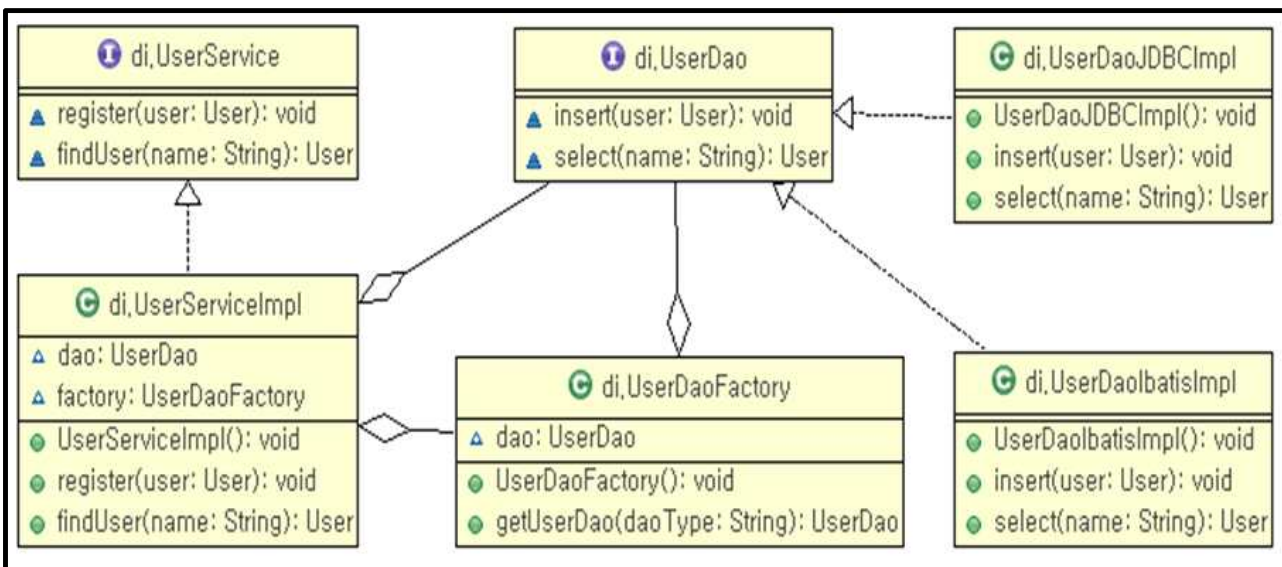 I di,UserService
register(user: User): void
findUser(name: String): User
I di,UserDao
insert(user: User): void
select(name: String): User
C di,UserDaoJDBCImpl
UserDaoJDBCImpl(): void
insert(user: User): void
select(name: String): User
C di,UserServiceImpl
dao: UserDao
factory: UserDaoFactory
UserServiceImpl(): void
register(user: User): void
findUser(name: String): User
C di,UserDaoFactory
dao: UserDao
UserDaoFactory(): void
getUserDao(daoType: String): UserDao
C di,UserDaoIbatisImpl
UserDaoIbatisImpl(): void
insert(user: User): void
select(name: String): User